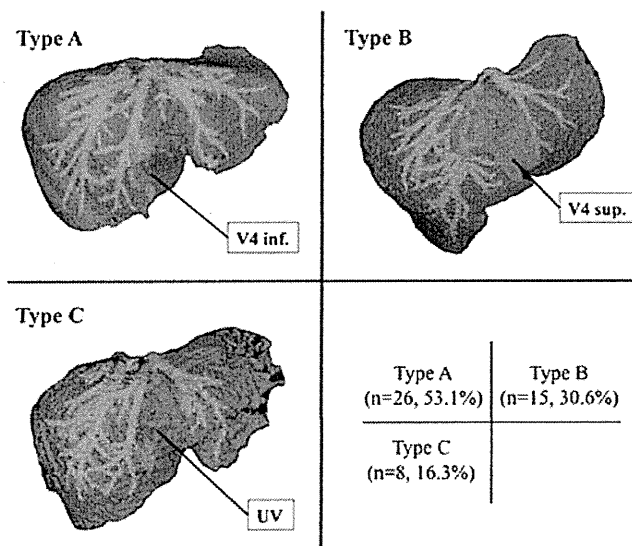 Type A
V4 inf.
Type B
V4 sup.
Type C
UV
Type A
(n=26, 53.1%)
Type B
(n=15, 30.6%)
Type C
(n=8, 16.3%)